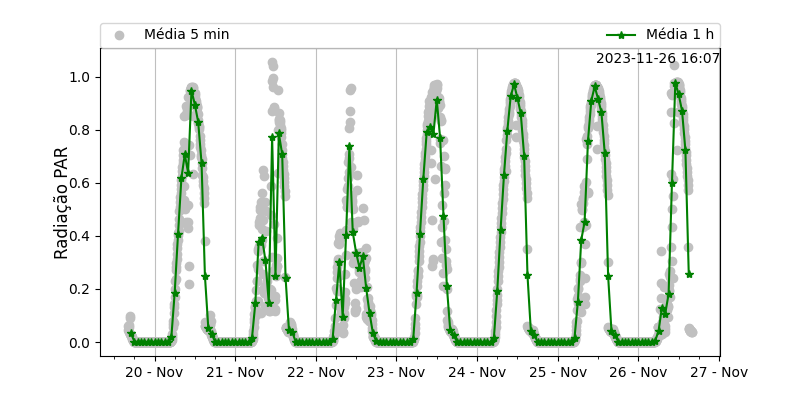 Média 5 min
Média 1 h
2023-11-26 16:07
Radiação PAR
1.0
0.8
0.6
0.4
0.2
0.0
20 - Nov
21 - Nov
22 - Nov
23 - Nov
24 - Nov
25 - Nov
26 - Nov
27 - Nov